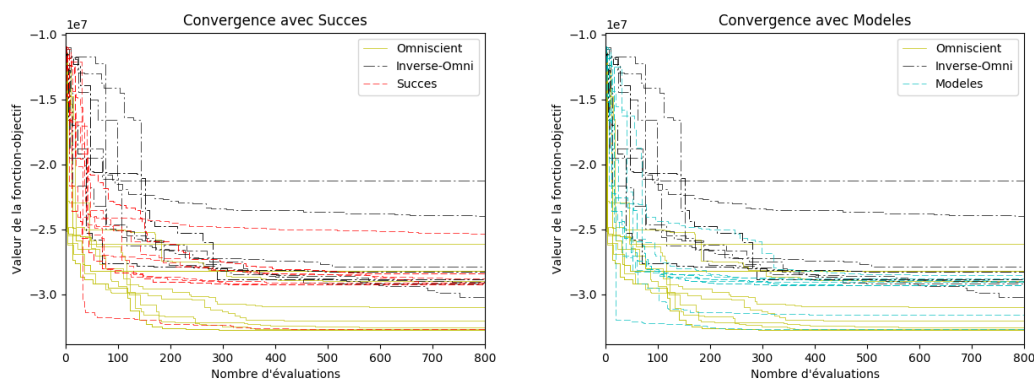 Convergence avec Succes
1e7
−1.0
−1.5
−2.0
−2.5
−3.0
Valeur de la fonction-objectif
Omniscient
Inverse-Omni
Succes
0 100 200 300 400 500 600 700 800
Nombre d'évaluations
Convergence avec Modeles
1e7
−1.0
−1.5
−2.0
−2.5
−3.0
Valeur de la fonction-objectif
Omniscient
Inverse-Omni
Modeles
0 100 200 300 400 500 600 700 800
Nombre d'évaluations